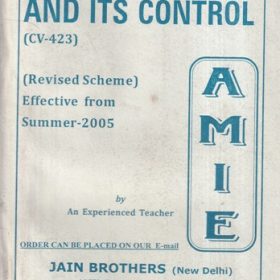 AND ITS CONTROL
(CV-423)
(Revised Scheme)
Effective from
Summer-2005
AMIE
by
An Experienced Teacher
ORDER CAN BE PLACED ON OUR E-mail
JAIN BROTHERS (New Delhi)